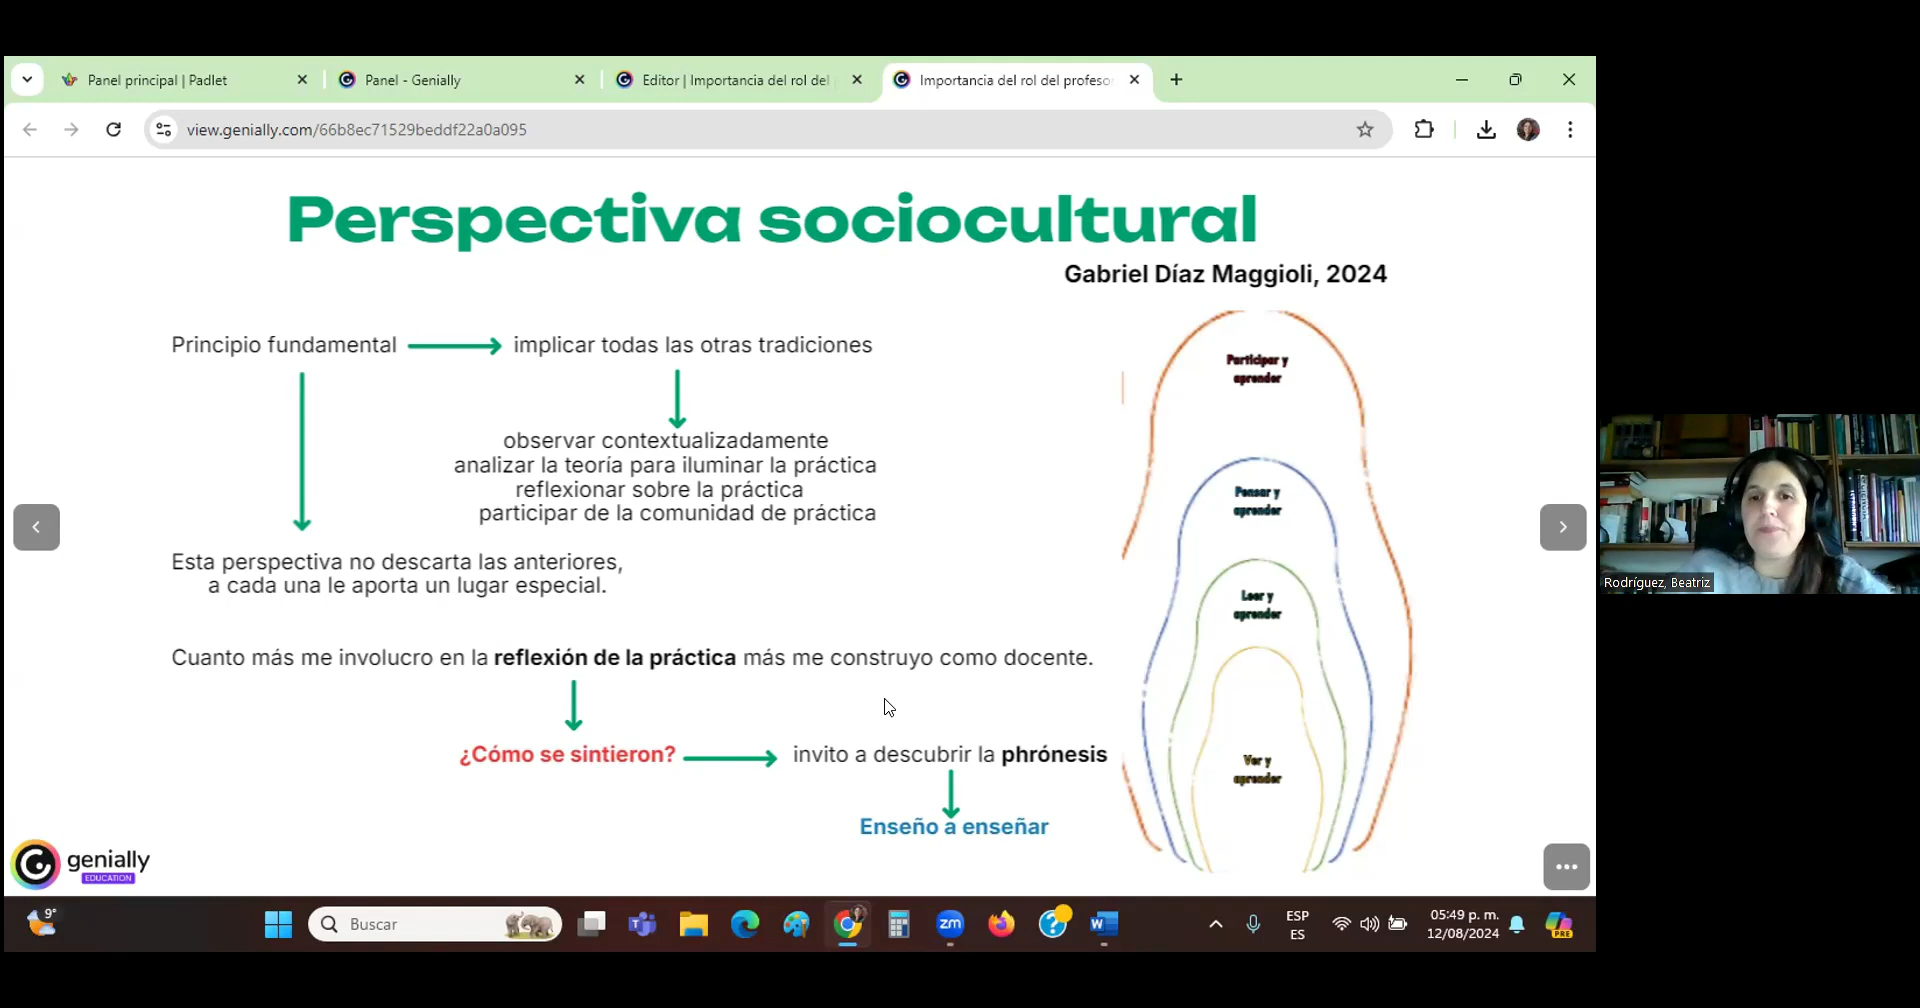 Panel principal | Padlet
Panel - Genially
Editor | Importancia del rol del
Importancia del rol del profeso
view.genially.com/66b8ec71529beddf22a0a095
Perspectiva sociocultural
Gabriel Díaz Maggioli, 2024
Principio fundamental
implicar todas las otras tradiciones
observar contextualizadamente
analizar la teoría para iluminar la práctica
reflexionar sobre la práctica
participar de la comunidad de práctica
Esta perspectiva no descarta las anteriores,
a cada una le aporta un lugar especial.
Cuanto más me involucro en la reflexión de la práctica más me construyo como docente.
¿Cómo se sintieron?
invito a descubrir la phrónesis
Enseño a enseñar
Participar y
aprender
Pensar y
aprender
Leer y
aprender
Ver y
aprender
genially
EDUCATION
Rodríguez, Beatriz
9°
Buscar
zm
W
ESP
ES
05:49 p. m.
12/08/2024
PRE